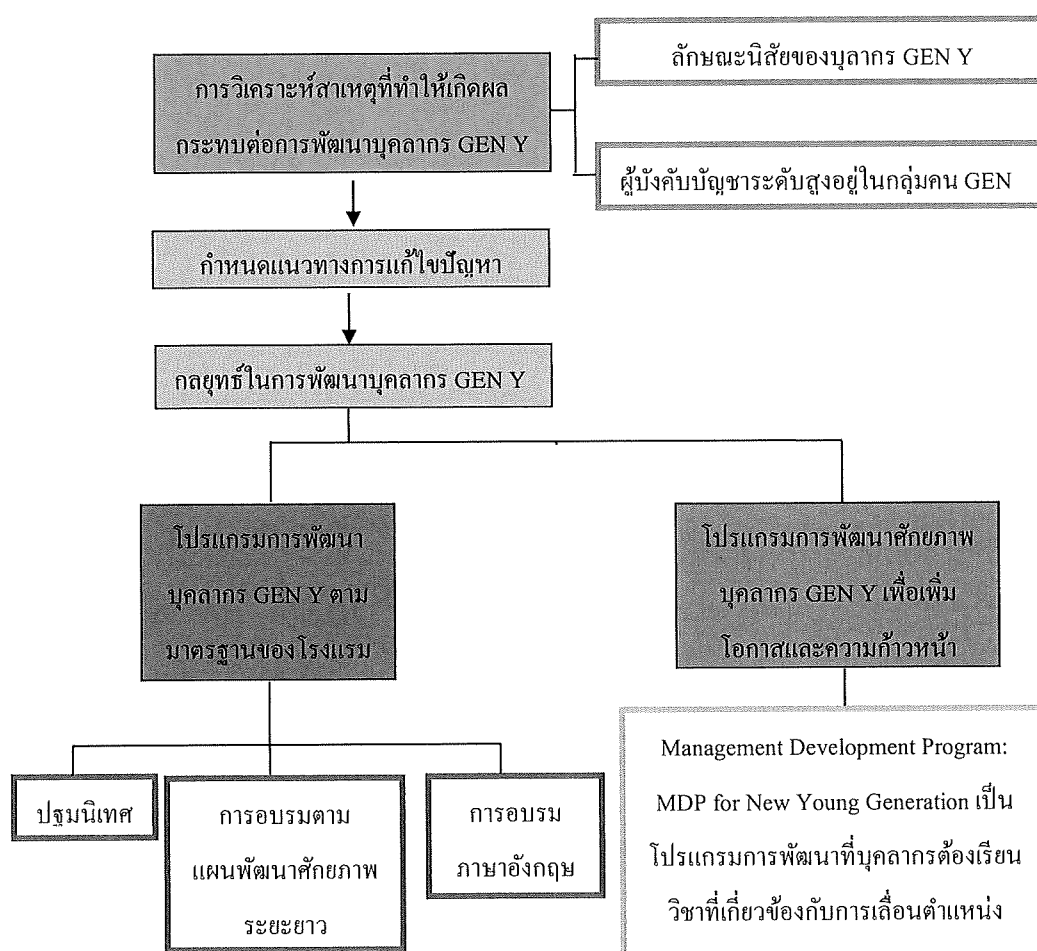 การวิเคราะห์สาเหตุที่ทำให้เกิดผล
กระทบต่อการพัฒนาบุคลากร GEN Y
ลักษณะนิสัยของบุลากร GEN Y
ผู้บังคับบัญชาระดับสูงอยู่ในกลุ่มคน GEN
กำหนดแนวทางการแก้ไขปัญหา
กลยุทธ์ในการพัฒนาบุคลากร GEN Y
โปรแกรมการพัฒนา
บุคลากร GEN Y ตาม
มาตรฐานของโรงแรม
โปรแกรมการพัฒนาศักยภาพ
บุคลากร GEN Y เพื่อเพิ่ม
โอกาสและความก้าวหน้า
ปฐมนิเทศ
การอบรมตาม
แผนพัฒนาศักยภาพ
ระยะยาว
การอบรม
ภาษาอังกฤษ
Management Development Program:
MDP for New Young Generation เป็น
โปรแกรมการพัฒนาที่บุคลากรต้องเรียน
วิชาที่เกี่ยวข้องกับการเลื่อนตำแหน่ง